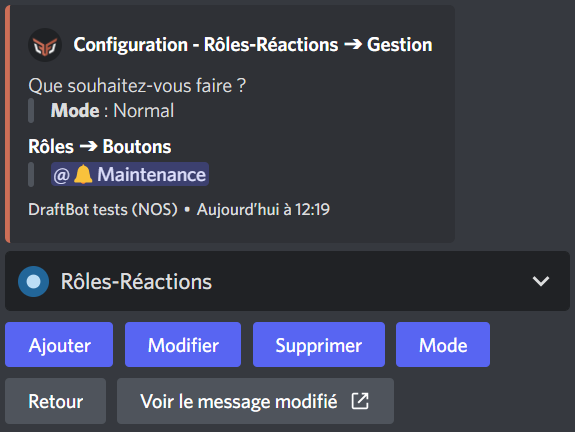 Configuration - Rôles-Réactions ➔ Gestion
Que souhaitez-vous faire ?
Mode : Normal
Rôles ➔ Boutons
@🔔 Maintenance
DraftBot tests (NOS) • Aujourd'hui à 12:19
Rôles-Réactions
Ajouter
Modifier
Supprimer
Mode
Retour
Voir le message modifié